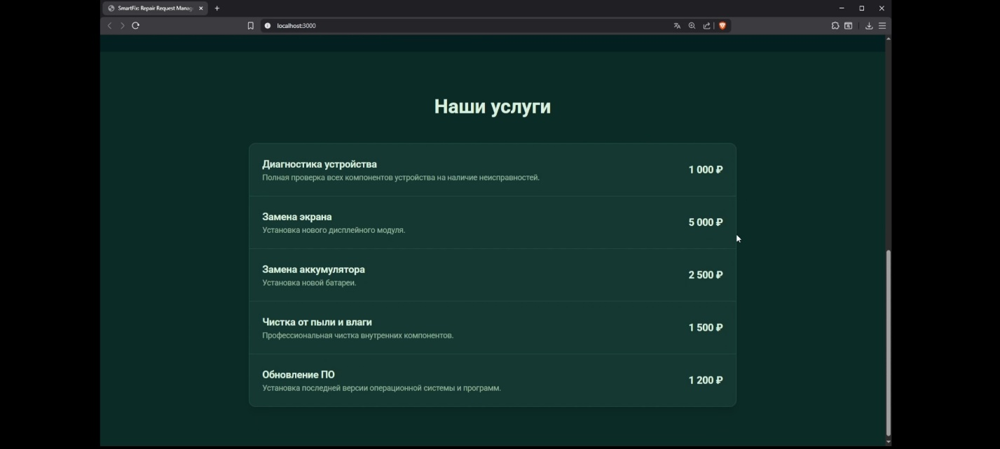 SmartFix: Repair Request Manag
localhost:3000
Наши услуги
Диагностика устройства
Полная проверка всех компонентов устройства на наличие неисправностей.
1 000 ₽
Замена экрана
Установка нового дисплейного модуля.
5 000 ₽
Замена аккумулятора
Установка новой батареи.
2 500 ₽
Чистка от пыли и влаги
Профессиональная чистка внутренних компонентов.
1 500 ₽
Обновление ПО
Установка последней версии операционной системы и программ.
1 200 ₽